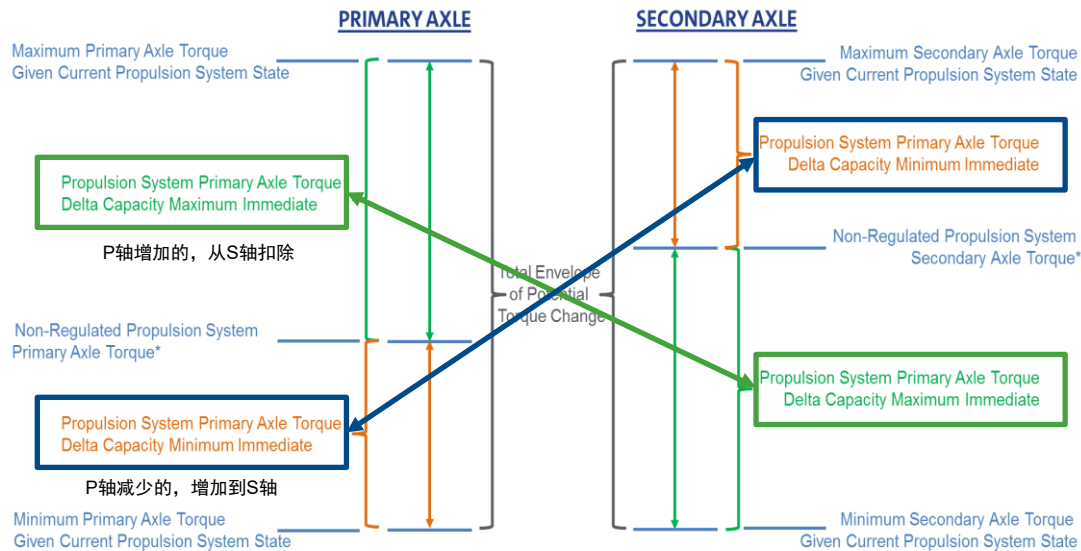 PRIMARY AXLE
Maximum Primary Axle Torque
Given Current Propulsion System State
Propulsion System Primary Axle Torque
Delta Capacity Maximum Immediate
P轴增加的，从S轴扣除
Non-Regulated Propulsion System
Primary Axle Torque*
Propulsion System Primary Axle Torque
Delta Capacity Minimum Immediate
P轴减少的，增加到S轴
Minimum Primary Axle Torque
Given Current Propulsion System State
Total Envelope
of Potential
Torque Change
SECONDARY AXLE
Maximum Secondary Axle Torque
Given Current Propulsion System State
Propulsion System Primary Axle Torque
Delta Capacity Minimum Immediate
Non-Regulated Propulsion System
Secondary Axle Torque*
Propulsion System Primary Axle Torque
Delta Capacity Maximum Immediate
Minimum Secondary Axle Torque
Given Current Propulsion System State